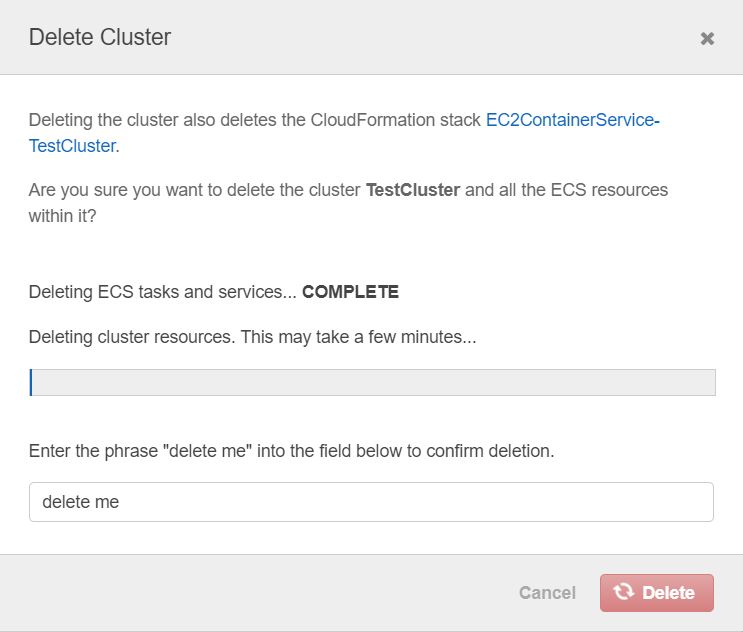 Delete Cluster
Deleting the cluster also deletes the CloudFormation stack EC2ContainerService-
TestCluster.
Are you sure you want to delete the cluster TestCluster and all the ECS resources
within it?
Deleting ECS tasks and services... COMPLETE
Deleting cluster resources. This may take a few minutes...
Enter the phrase "delete me" into the field below to confirm deletion.
delete me
Cancel Delete